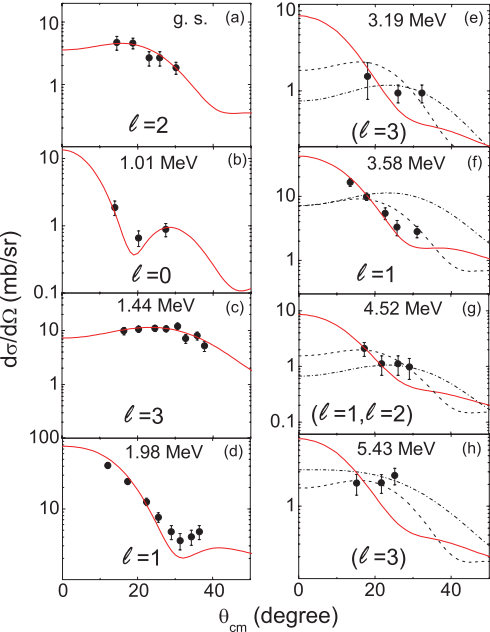 dσ/dΩ (mb/sr)
g. s. (a)
10
1
ℓ=2
1.01 MeV (b)
10
1
0.1
ℓ=0
1.44 MeV (c)
10
1
ℓ=3
100
1.98 MeV (d)
10
ℓ=1
0 20 40
3.19 MeV (e)
1
(ℓ=3)
3.58 MeV (f)
10
1
ℓ=1
4.52 MeV (g)
10
1
0.1
(ℓ=1,ℓ=2)
5.43 MeV (h)
1
(ℓ=3)
0 20 40
θcm (degree)